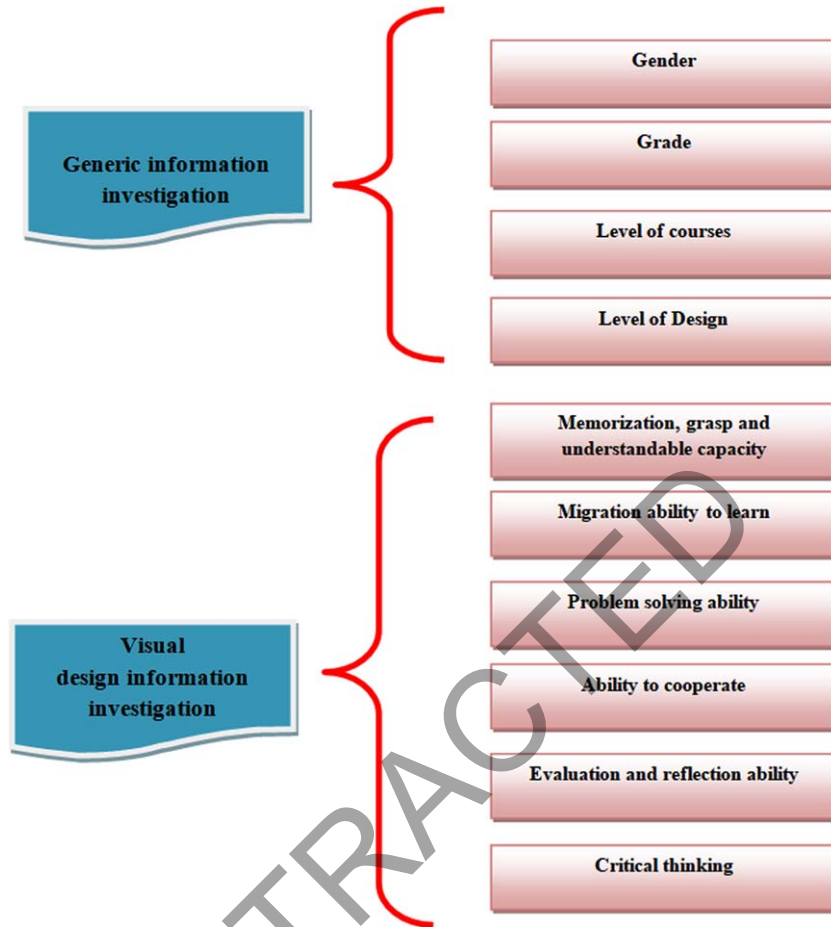 Generic information
investigation
Gender
Grade
Level of courses
Level of Design
Visual
design information
investigation
Memorization, grasp and
understandable capacity
Migration ability to learn
Problem solving ability
Ability to cooperate
Evaluation and reflection ability
Critical thinking
TRACTED